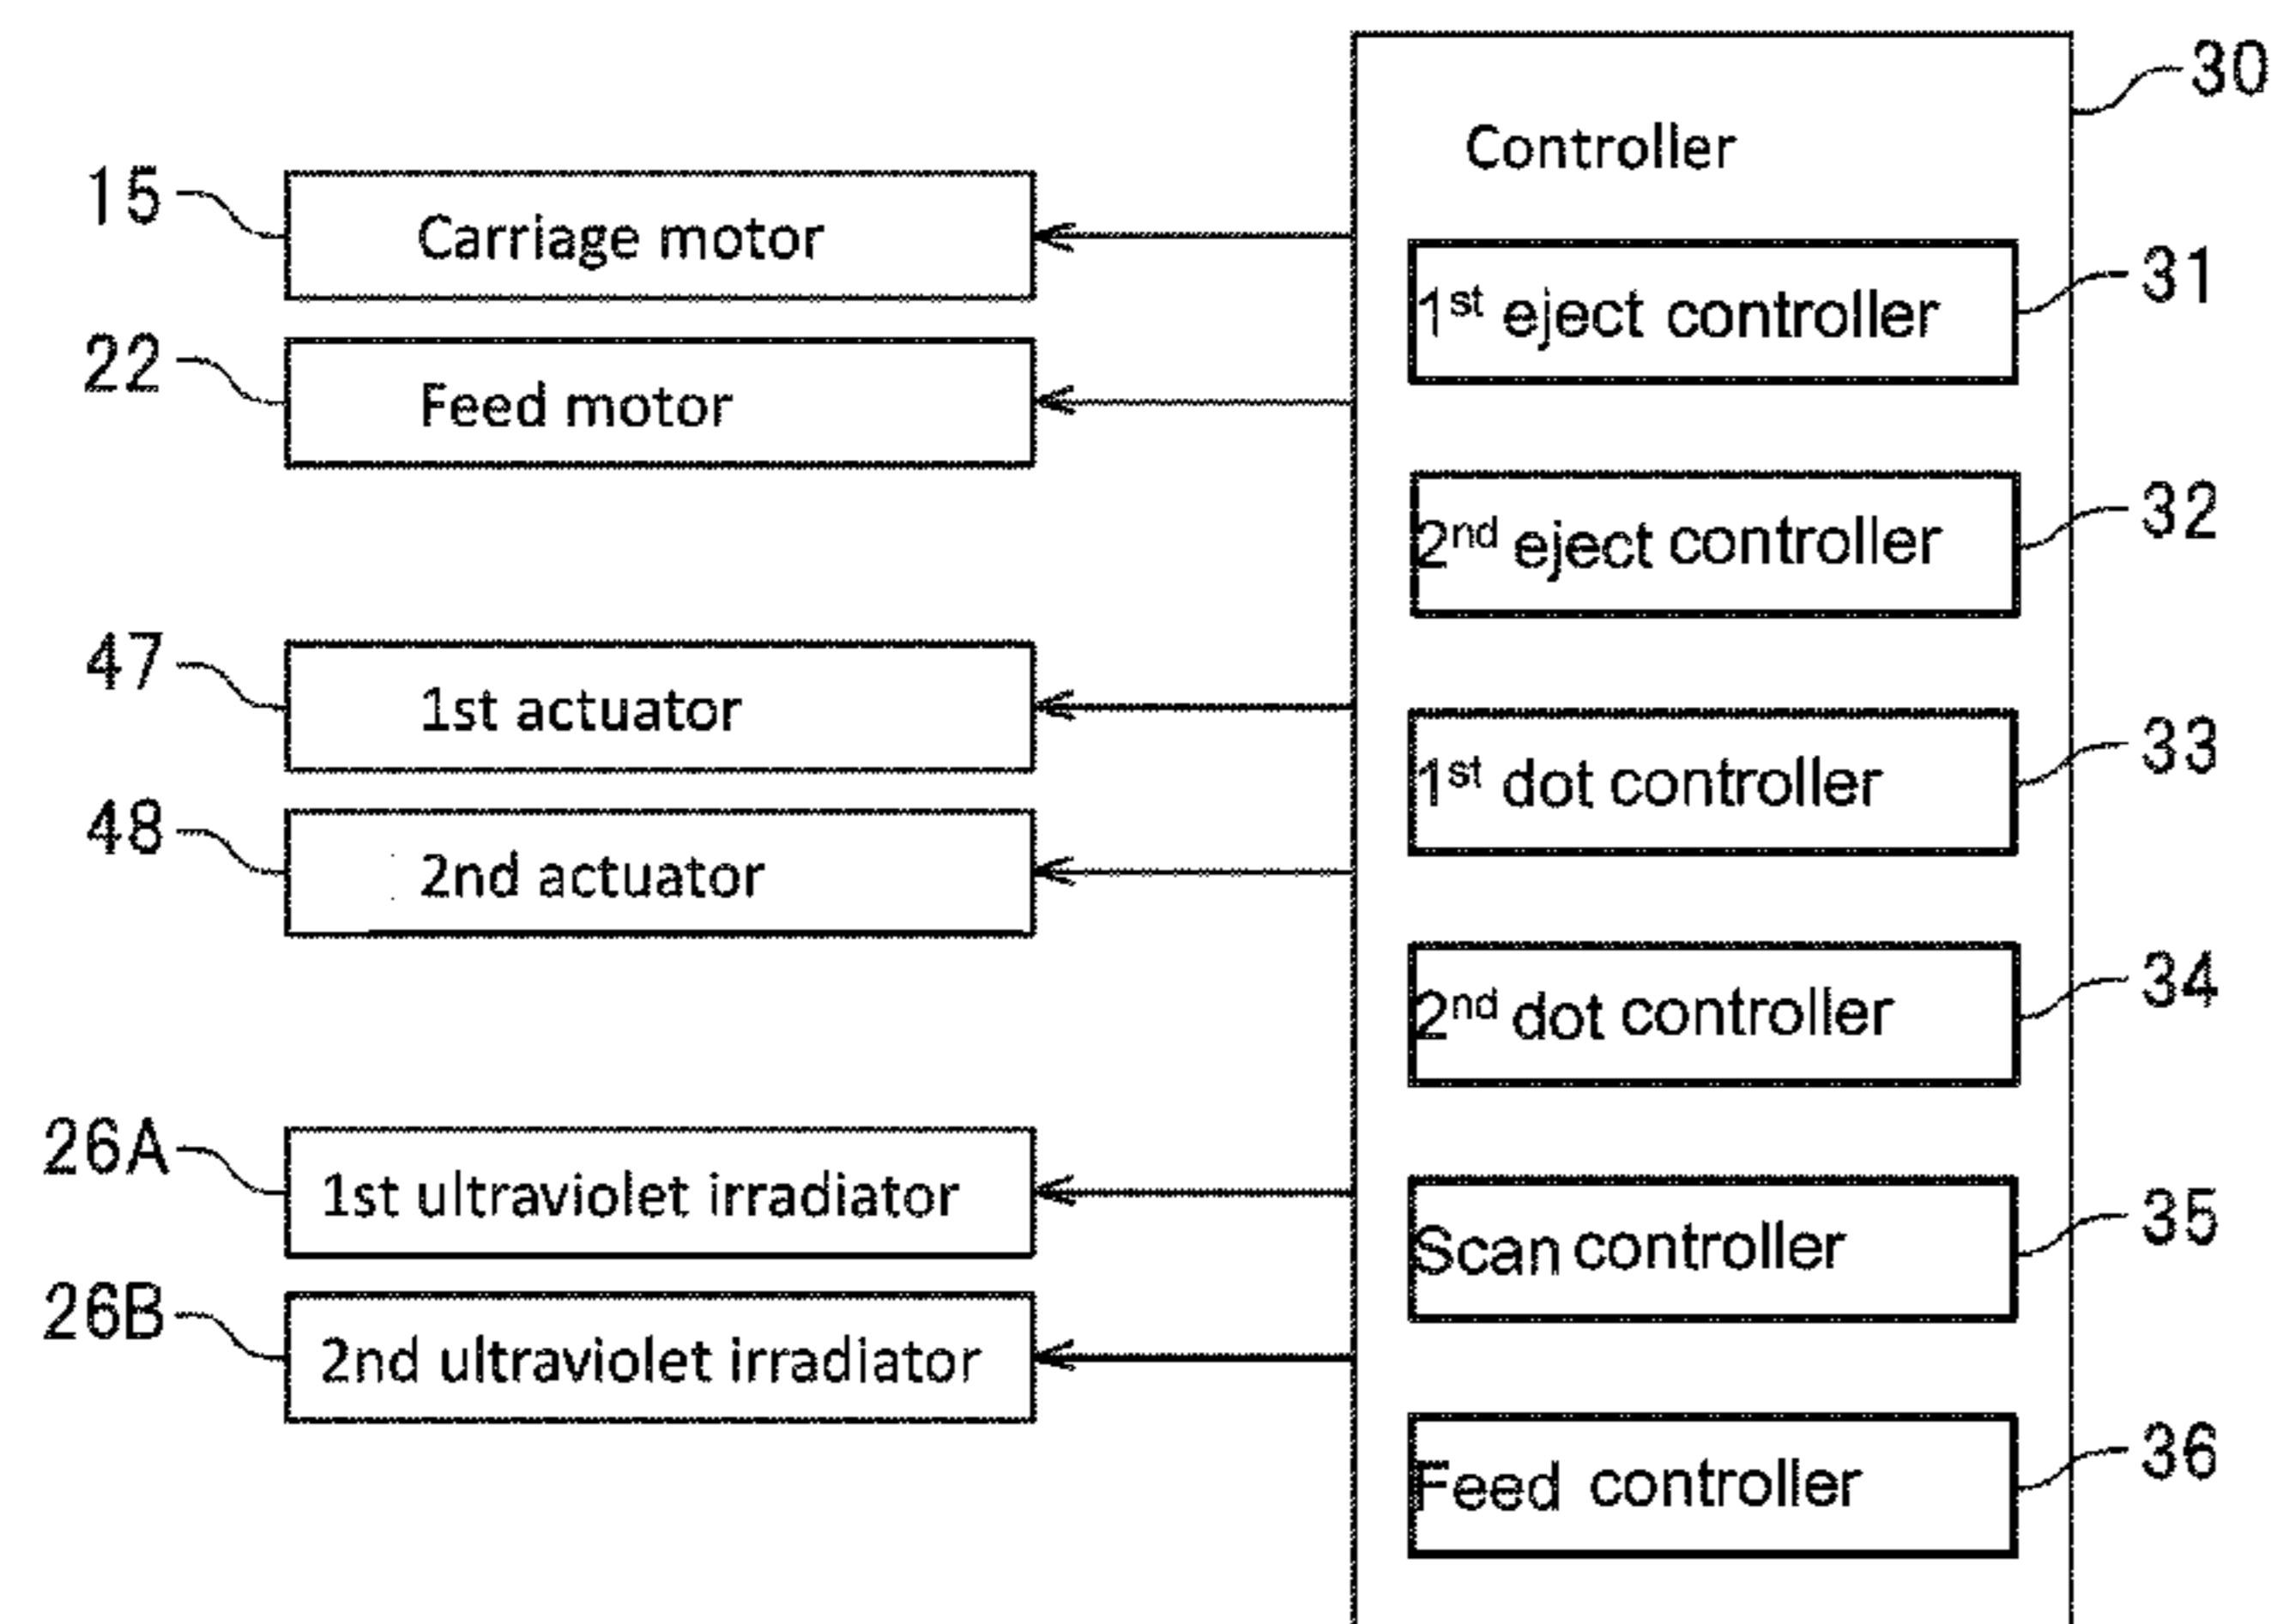 30
Controller
15
Carriage motor
31
1st eject controller
22
Feed motor
32
2nd eject controller
47
1st actuator
33
1st dot controller
48
2nd actuator
34
2nd dot controller
26A
1st ultraviolet irradiator
35
Scan controller
26B
2nd ultraviolet irradiator
36
Feed controller